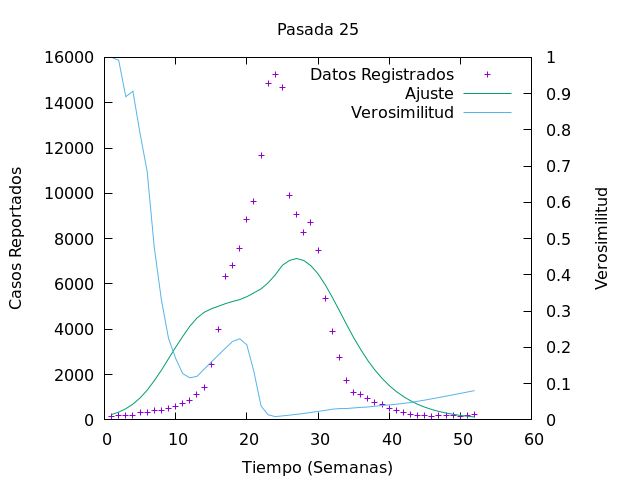 Pasada 25
16000
14000
12000
10000
8000
6000
4000
2000
0
1
0.9
0.8
0.7
0.6
0.5
0.4
0.3
0.2
0.1
0
Datos Registrados
Ajuste
Verosimilitud
Casos Reportados
Verosimilitud
0 10 20 30 40 50 60
Tiempo (Semanas)